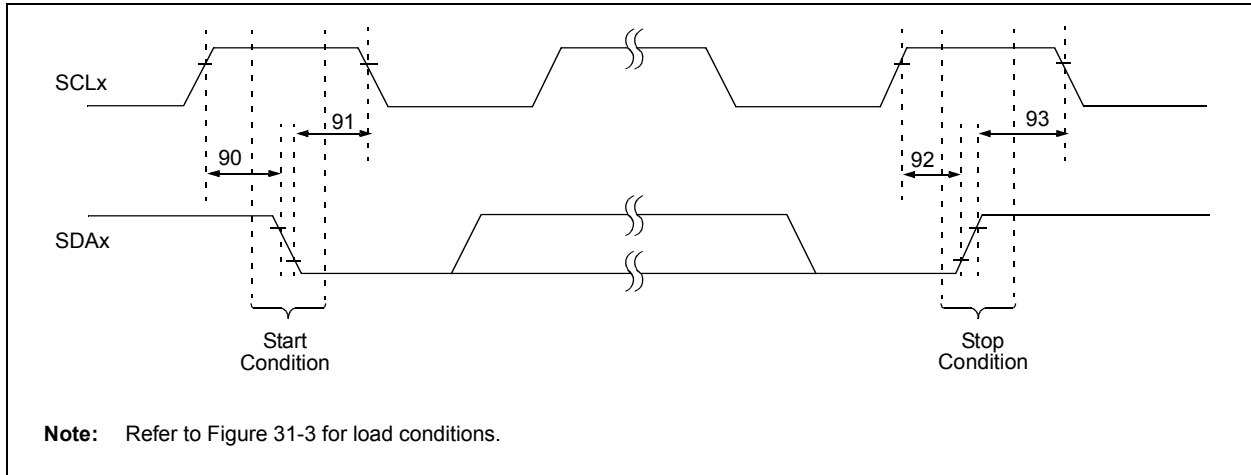 SCLx
91
93
90
92
SDAx
Start
Condition
Stop
Condition
Note: Refer to Figure 31-3 for load conditions.